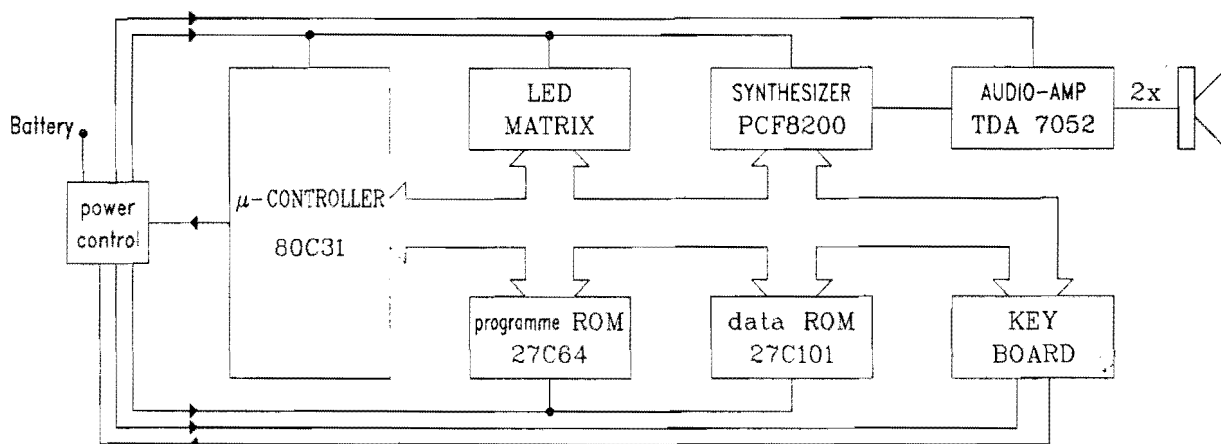 Battery
power
control
μ-CONTROLLER
80C31
LED
MATRIX
SYNTHESIZER
PCF8200
AUDIO-AMP
TDA 7052
2x
programme ROM
27C64
data ROM
27C101
KEY
BOARD